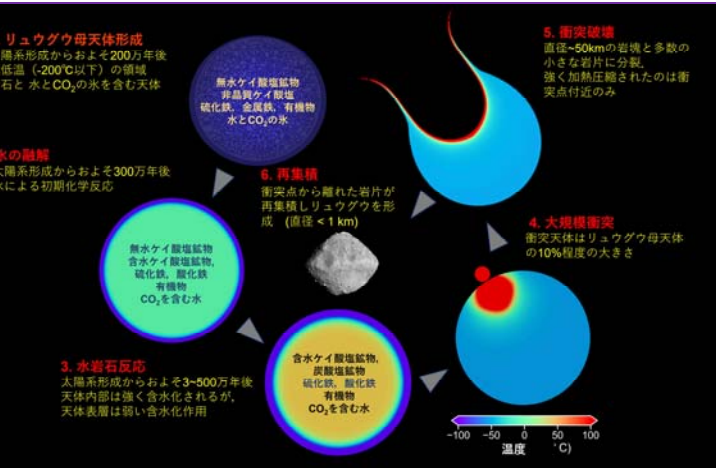 リュウグウ母天体形成
陽系形成からおよそ200万年後
低温（-200℃以下）の領域
石と 水とCO₂の氷を含む天体
無水ケイ酸塩鉱物
非晶質ケイ酸塩
硫化鉄，金属鉄，有機物
水とCO₂の氷
氷の融解
太陽系形成からおよそ300万年後
水による初期化学反応
無水ケイ酸塩鉱物
含水ケイ酸塩鉱物，
硫化鉄，酸化鉄
有機物
CO₂を含む水
3. 水岩石反応
太陽系形成からおよそ3~500万年後
天体内部は強く含水化されるが，
天体表層は弱い含水化作用
含水ケイ酸塩鉱物，
炭酸塩鉱物
硫化鉄，酸化鉄
有機物
CO₂を含む水
4. 大規模衝突
衝突天体はリュウグウ母天体
の10%程度の大きさ
5. 衝突破壊
直径~50kmの岩塊と多数の
小さな岩片に分裂．
強く加熱圧縮されたのは衝
突点付近のみ
6. 再集積
衝突点から離れた岩片が
再集積しリュウグウを形
成　(直径 < 1 km)
−100 −50 0 50 100
温度 ℃)